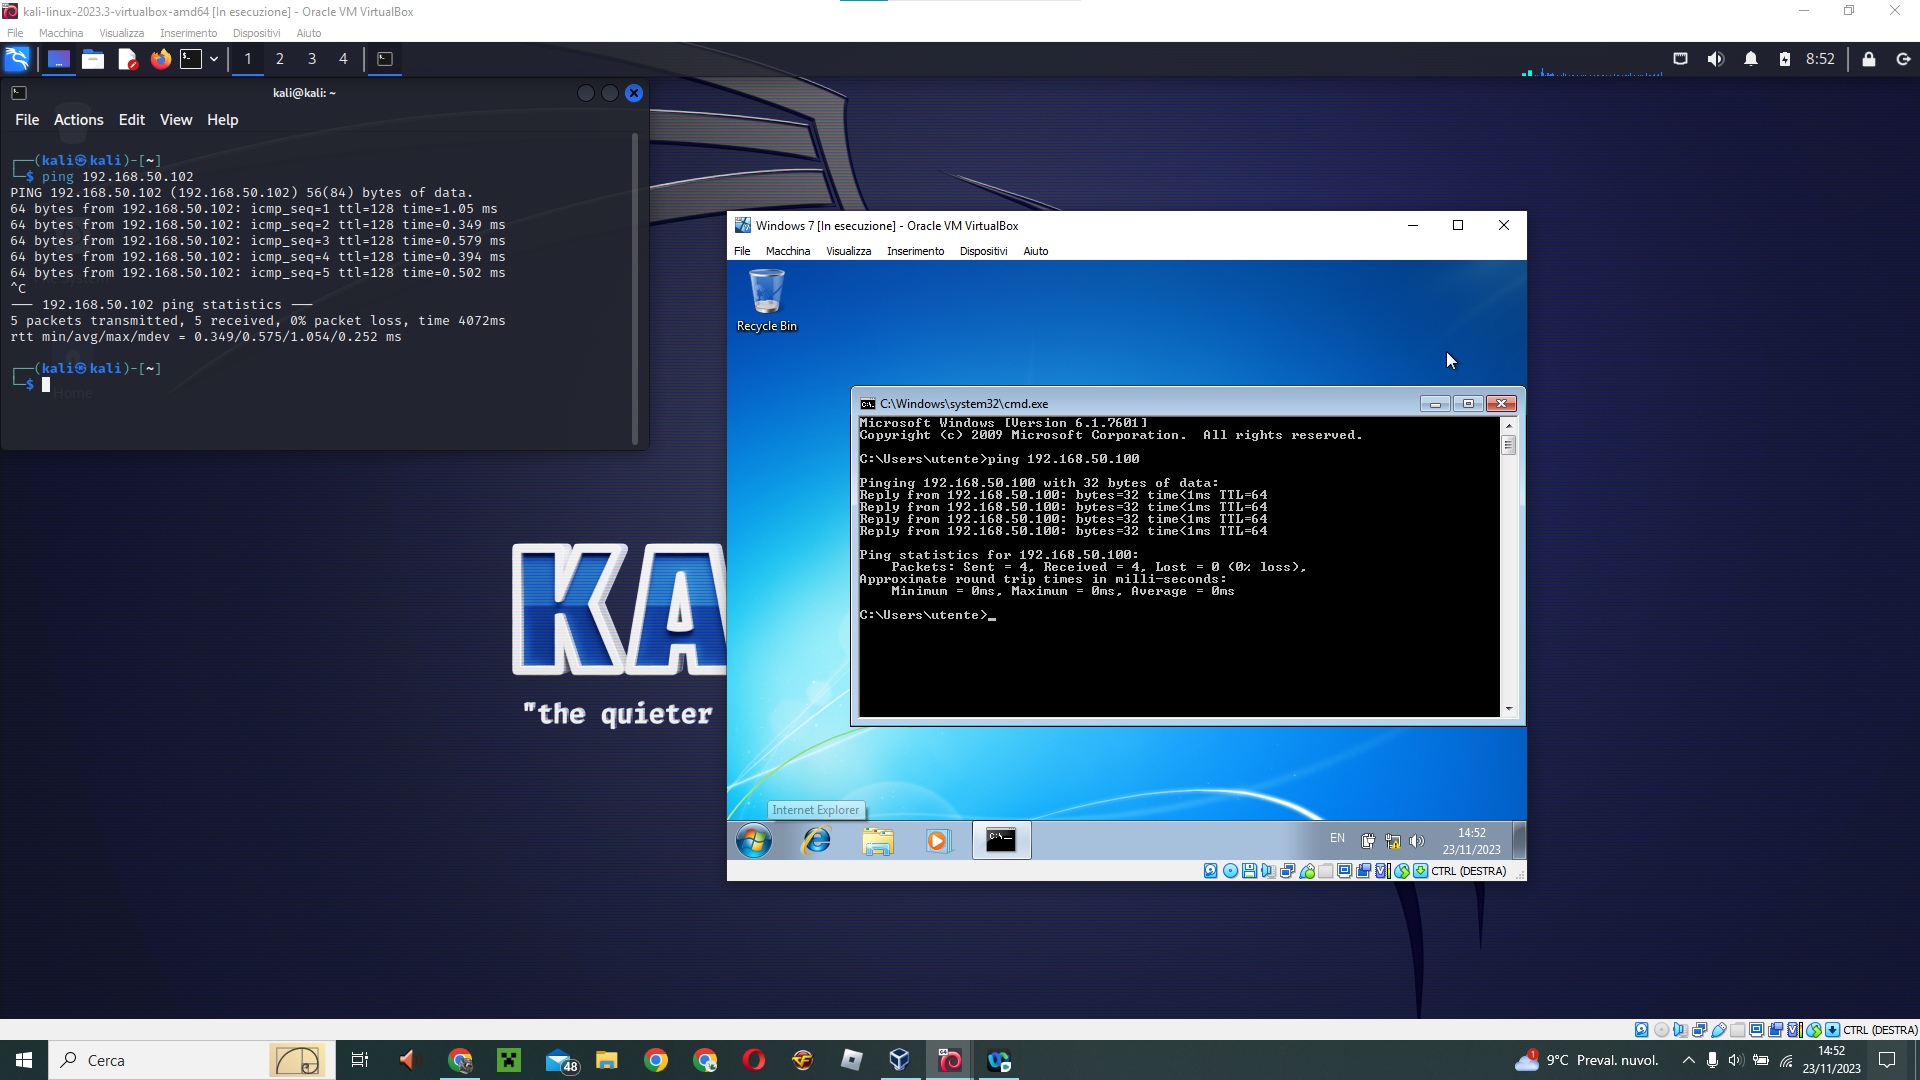 kali-linux-2023.3-virtualbox-amd64 [In esecuzione] - Oracle VM VirtualBox
File Macchina Visualizza Inserimento Dispositivi Aiuto
1 2 3 4
8:52
kali@kali: ~
File Actions Edit View Help
┌──(kali㉿kali)-[~]
└─$ ping 192.168.50.102
PING 192.168.50.102 (192.168.50.102) 56(84) bytes of data.
64 bytes from 192.168.50.102: icmp_seq=1 ttl=128 time=1.05 ms
64 bytes from 192.168.50.102: icmp_seq=2 ttl=128 time=0.349 ms
64 bytes from 192.168.50.102: icmp_seq=3 ttl=128 time=0.579 ms
64 bytes from 192.168.50.102: icmp_seq=4 ttl=128 time=0.394 ms
64 bytes from 192.168.50.102: icmp_seq=5 ttl=128 time=0.502 ms
^C
── 192.168.50.102 ping statistics ──
5 packets transmitted, 5 received, 0% packet loss, time 4072ms
rtt min/avg/max/mdev = 0.349/0.575/1.054/0.252 ms
┌──(kali㉿kali)-[~]
└─$
Home
KA
"the quieter
Windows 7 [In esecuzione] - Oracle VM VirtualBox
File Macchina Visualizza Inserimento Dispositivi Aiuto
Recycle Bin
C:\Windows\system32\cmd.exe
Microsoft Windows [Version 6.1.7601]
Copyright (c) 2009 Microsoft Corporation. All rights reserved.
C:\Users\utente>ping 192.168.50.100
Pinging 192.168.50.100 with 32 bytes of data:
Reply from 192.168.50.100: bytes=32 time<1ms TTL=64
Reply from 192.168.50.100: bytes=32 time<1ms TTL=64
Reply from 192.168.50.100: bytes=32 time<1ms TTL=64
Reply from 192.168.50.100: bytes=32 time<1ms TTL=64
Ping statistics for 192.168.50.100:
Packets: Sent = 4, Received = 4, Lost = 0 (0% loss),
Approximate round trip times in milli-seconds:
Minimum = 0ms, Maximum = 0ms, Average = 0ms
C:\Users\utente>_
Internet Explorer
EN
14:52
23/11/2023
CTRL (DESTRA)
CTRL (DESTRA)
Cerca
48
1
9°C Preval. nuvol.
14:52
23/11/2023